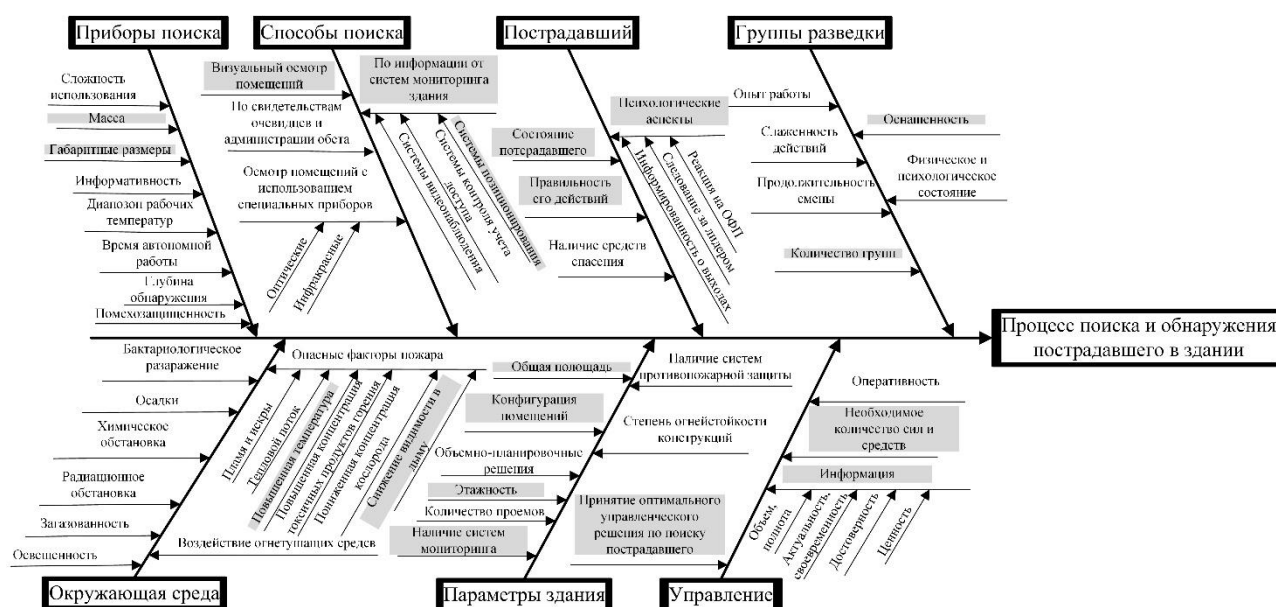 Приборы поиска
Способы поиска
Пострадавший
Группы разведки
Сложность
использования
Масса
Габаритные размеры
Информативность
Диапозон рабочих
температур
Время автономной
работы
Глубина
обнаружения
Помехозащищенность
Визуальный осмотр
помещений
По свидетельствам
очевидцев и
администрации обета
Осмотр помещений с
использованием
специальных приборов
Оптические
Инфракрасные
По информации от
систем мониторинга
здания
Системы видеонаблюдения
Системы контроля учета
доступа
Системы позиционирования
Психологические
аспекты
Состояние
потсрадавшего
Правильность
его действий
Наличие средств
спасения
Информированность о выходах
Следование за лидером
Реакция на ОФП
Опыт работы
Слаженность
действий
Продолжительность
смены
Количество групп
Оснащенность
Физическое и
психологическое
состояние
Процесс поиска и обнаружения
пострадавшего в здании
Бактариологическое
разаражение
Осадки
Химическое
обстановка
Радиационное
обстановка
Загазованность
Освещенность
Опасные факторы пожара
Пламя и искры
Тепловой поток
Повышенная температура
Повышенная концентрация
токсичных продуктов горения
Пониженная концентрация
кислорода
Снижение видимости в
дыму
Воздействие огнетушащих средсв
Общая полощадь
Конфигурация
помещений
Объемно-планировочные
решения
Этажность
Количество проемов
Наличие систем
мониторинга
Наличие систем
противопожарной защиты
Степень огнейстойкости
конструкций
Принятие оптимального
управленческого
решения по поиску
пострадавшего
Оперативность
Необходимое
количество сил и
средств
Информация
Объем,
полнота
Актуальность,
своевременность
Достоверность
Ценность
Окружающая среда
Параметры здания
Управление